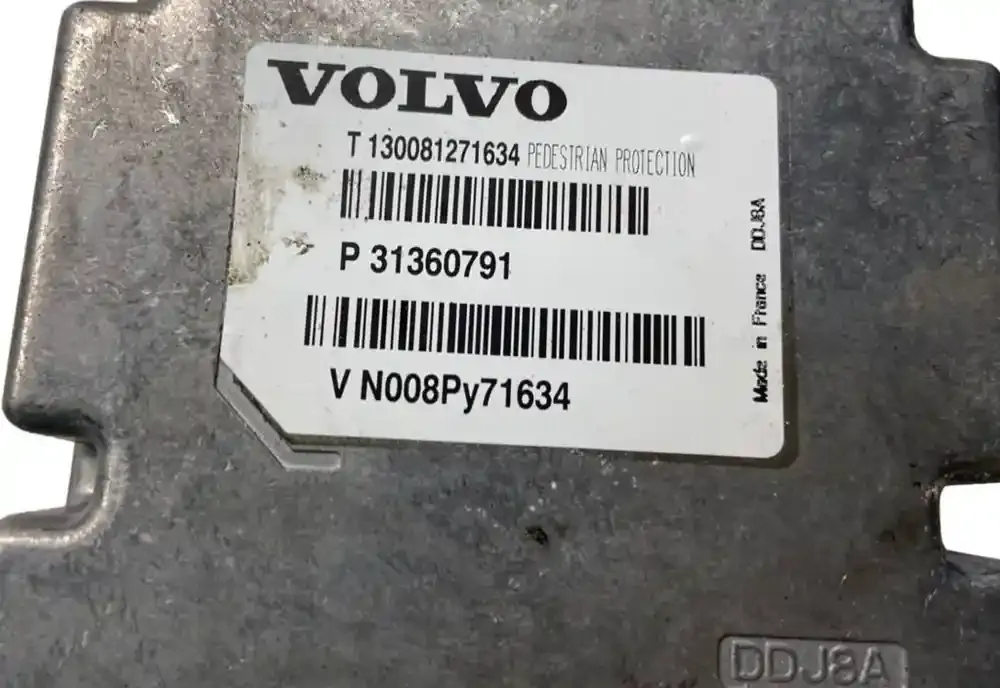 VOLVO
T 130081271634 PEDESTRIAN PROTECTION
P 31360791
V N008Py71634
Made in France DDJ8A
DDJ8A